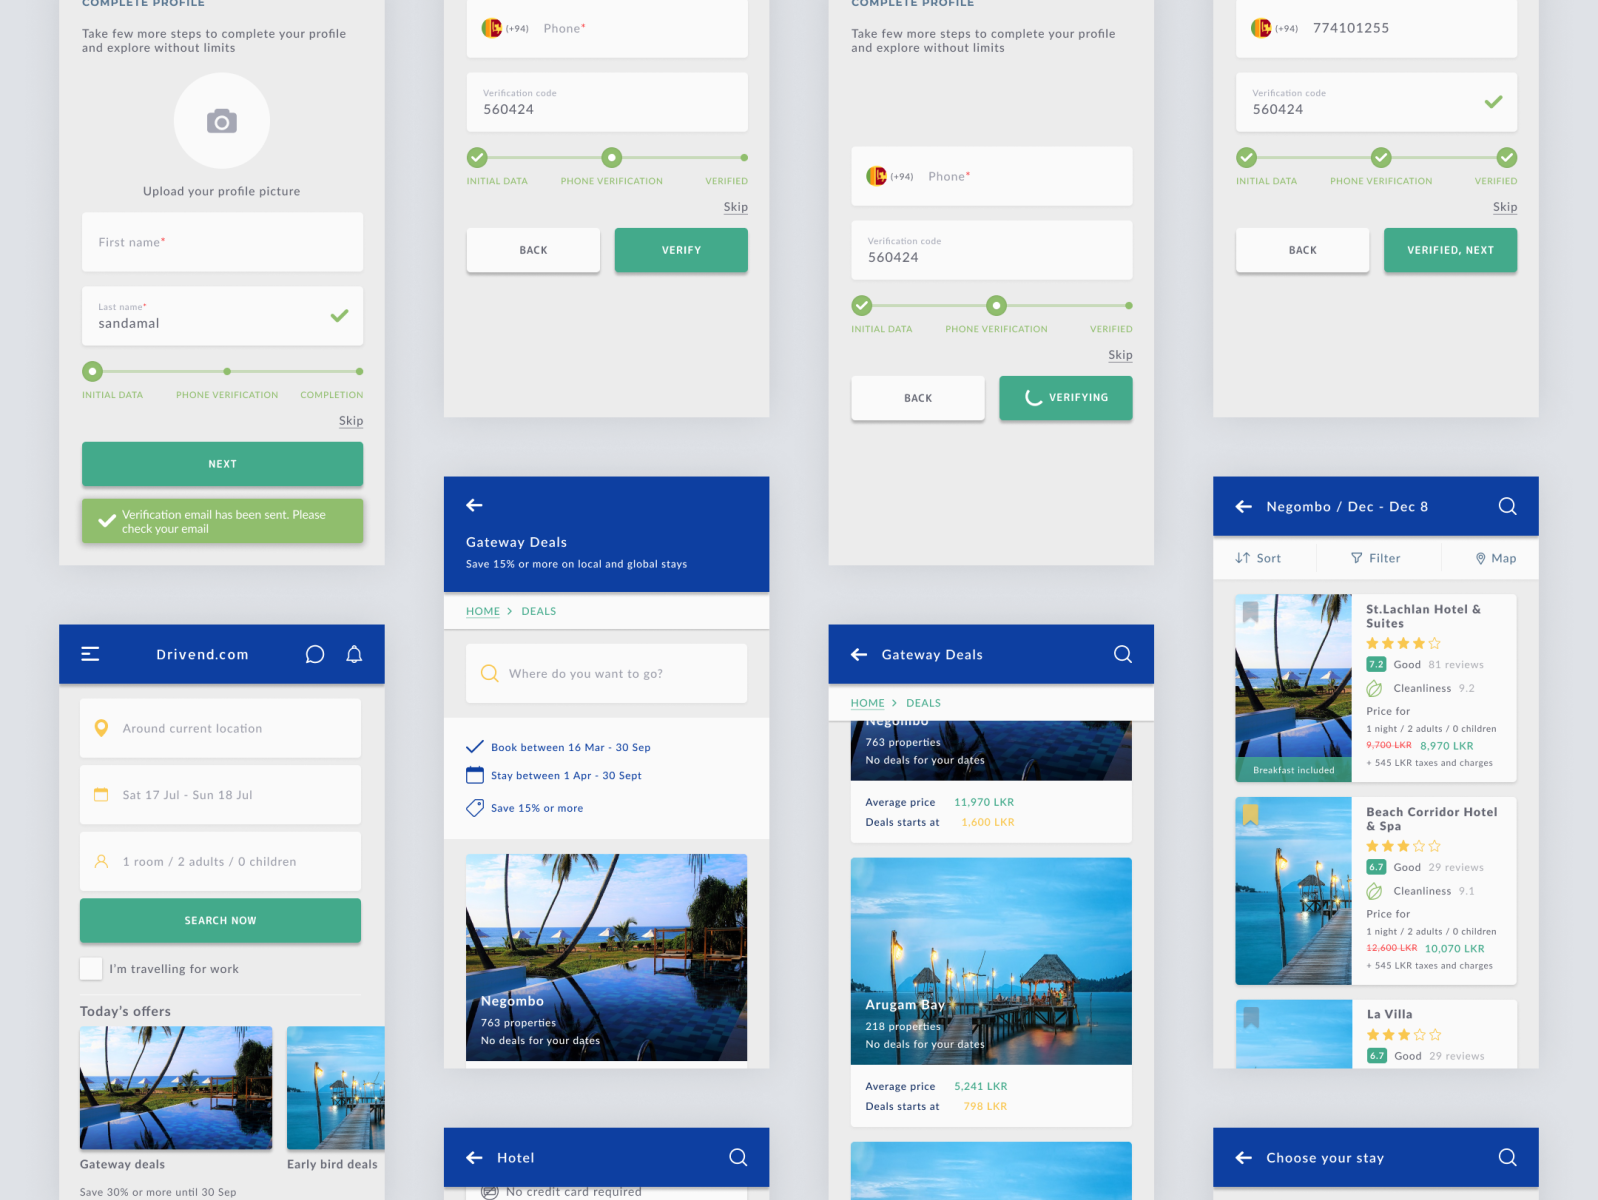 COMPLETE PROFILE
Take few more steps to complete your profile
and explore without limits
Upload your profile picture
First name*
Last name*
sandamal
INITIAL DATA
PHONE VERIFICATION
COMPLETION
Skip
NEXT
Verification email has been sent. Please
check your email
Drivend.com
Around current location
Sat 17 Jul - Sun 18 Jul
1 room / 2 adults / 0 children
SEARCH NOW
I'm travelling for work
Today's offers
Gateway deals
Early bird deals
Save 30% or more until 30 Sep
(+94)
Phone*
Verification code
560424
INITIAL DATA
PHONE VERIFICATION
VERIFIED
Skip
BACK
VERIFY
Gateway Deals
Save 15% or more on local and global stays
HOME > DEALS
Where do you want to go?
Book between 16 Mar - 30 Sep
Stay between 1 Apr - 30 Sept
Save 15% or more
Negombo
763 properties
No deals for your dates
Hotel
No credit card required
COMPLETE PROFILE
Take few more steps to complete your profile
and explore without limits
(+94)
Phone*
Verification code
560424
INITIAL DATA
PHONE VERIFICATION
VERIFIED
Skip
BACK
VERIFYING
Gateway Deals
HOME > DEALS
Negombo
763 properties
No deals for your dates
Average price 11,970 LKR
Deals starts at 1,600 LKR
Arugam Bay
218 properties
No deals for your dates
Average price 5,241 LKR
Deals starts at 798 LKR
(+94)
774101255
Verification code
560424
INITIAL DATA
PHONE VERIFICATION
VERIFIED
Skip
BACK
VERIFIED, NEXT
Negombo / Dec - Dec 8
Sort
Filter
Map
St.Lachlan Hotel &
Suites
7.2 Good 81 reviews
Cleanliness 9.2
Price for
1 night / 2 adults / 0 children
9,700 LKR 8,970 LKR
+ 545 LKR taxes and charges
Breakfast included
Beach Corridor Hotel
& Spa
6.7 Good 29 reviews
Cleanliness 9.1
Price for
1 night / 2 adults / 0 children
12,600 LKR 10,070 LKR
+ 545 LKR taxes and charges
La Villa
6.7 Good 29 reviews
Choose your stay